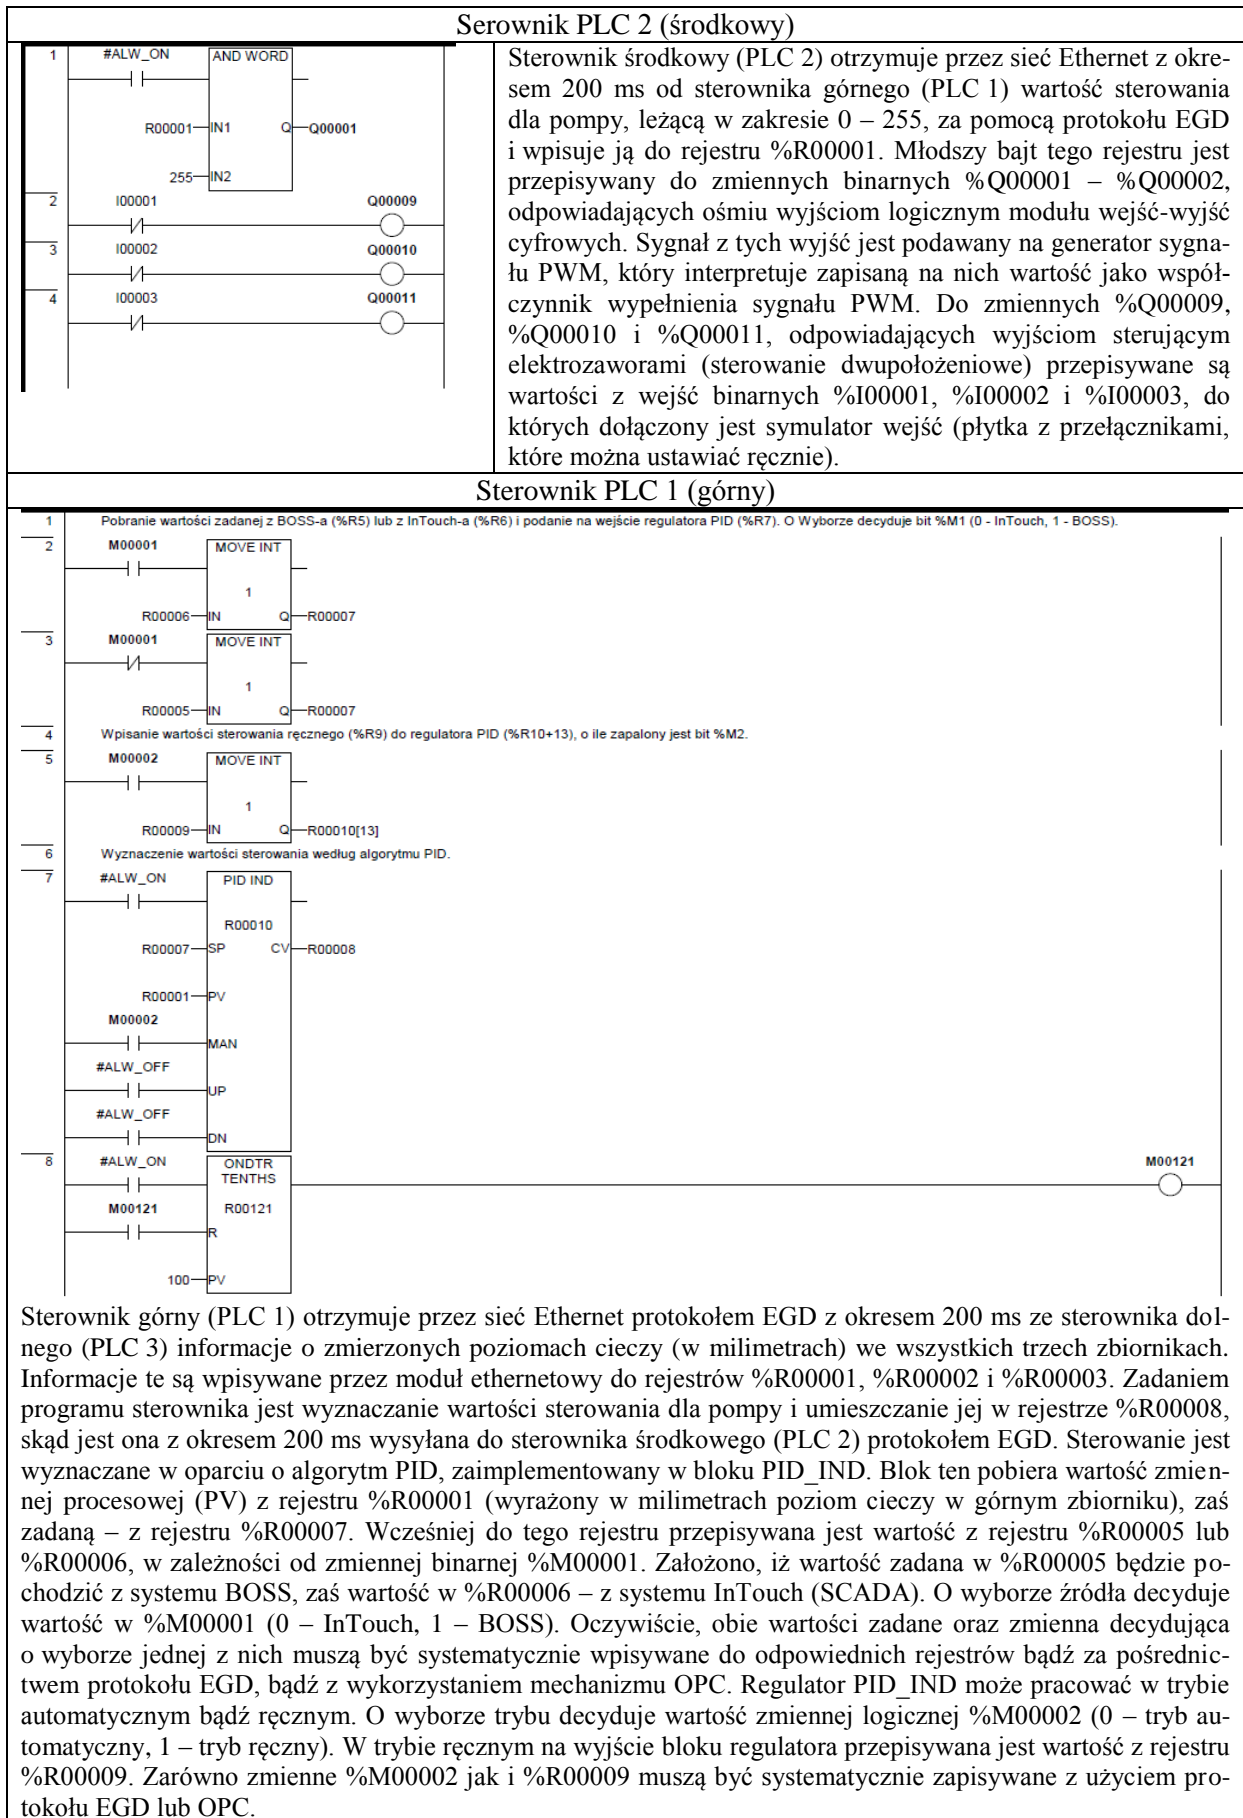 Serownik PLC 2 (środkowy)
1
#ALW_ON
AND WORD
R00001
IN1
Q
Q00001
255
IN2
2
I00001
Q00009
3
I00002
Q00010
4
I00003
Q00011
Sterownik środkowy (PLC 2) otrzymuje przez sieć Ethernet z okre-
sem 200 ms od sterownika górnego (PLC 1) wartość sterowania
dla pompy, leżącą w zakresie 0 – 255, za pomocą protokołu EGD
i wpisuje ją do rejestru %R00001. Młodszy bajt tego rejestru jest
przepisywany do zmiennych binarnych %Q00001 – %Q00002,
odpowiadających ośmiu wyjściom logicznym modułu wejść-wyjść
cyfrowych. Sygnał z tych wyjść jest podawany na generator sygna-
łu PWM, który interpretuje zapisaną na nich wartość jako współ-
czynnik wypełnienia sygnału PWM. Do zmiennych %Q00009,
%Q00010 i %Q00011, odpowiadających wyjściom sterującym
elektrozaworami (sterowanie dwupołożeniowe) przepisywane są
wartości z wejść binarnych %I00001, %I00002 i %I00003, do
których dołączony jest symulator wejść (płytka z przełącznikami,
które można ustawiać ręcznie).
Sterownik PLC 1 (górny)
1
Pobranie wartości zadanej z BOSS-a (%R5) lub z InTouch-a (%R6) i podanie na wejście regulatora PID (%R7). O Wyborze decyduje bit %M1 (0 - InTouch, 1 - BOSS).
2
M00001
MOVE INT
1
R00006
IN
Q
R00007
3
M00001
MOVE INT
1
R00005
IN
Q
R00007
4
Wpisanie wartości sterowania ręcznego (%R9) do regulatora PID (%R10+13), o ile zapalony jest bit %M2.
5
M00002
MOVE INT
1
R00009
IN
Q
R00010[13]
6
Wyznaczenie wartości sterowania według algorytmu PID.
7
#ALW_ON
PID IND
R00010
R00007
SP
CV
R00008
R00001
PV
M00002
MAN
#ALW_OFF
UP
#ALW_OFF
DN
8
#ALW_ON
ONDTR
TENTHS
M00121
M00121
R00121
R
100
PV
Sterownik górny (PLC 1) otrzymuje przez sieć Ethernet protokołem EGD z okresem 200 ms ze sterownika dol-
nego (PLC 3) informacje o zmierzonych poziomach cieczy (w milimetrach) we wszystkich trzech zbiornikach.
Informacje te są wpisywane przez moduł ethernetowy do rejestrów %R00001, %R00002 i %R00003. Zadaniem
programu sterownika jest wyznaczanie wartości sterowania dla pompy i umieszczanie jej w rejestrze %R00008,
skąd jest ona z okresem 200 ms wysyłana do sterownika środkowego (PLC 2) protokołem EGD. Sterowanie jest
wyznaczane w oparciu o algorytm PID, zaimplementowany w bloku PID_IND. Blok ten pobiera wartość zmien-
nej procesowej (PV) z rejestru %R00001 (wyrażony w milimetrach poziom cieczy w górnym zbiorniku), zaś
zadaną – z rejestru %R00007. Wcześniej do tego rejestru przepisywana jest wartość z rejestru %R00005 lub
%R00006, w zależności od zmiennej binarnej %M00001. Założono, iż wartość zadana w %R00005 będzie po-
chodzić z systemu BOSS, zaś wartość w %R00006 – z systemu InTouch (SCADA). O wyborze źródła decyduje
wartość w %M00001 (0 – InTouch, 1 – BOSS). Oczywiście, obie wartości zadane oraz zmienna decydująca
o wyborze jednej z nich muszą być systematycznie wpisywane do odpowiednich rejestrów bądź za pośrednic-
twem protokołu EGD, bądź z wykorzystaniem mechanizmu OPC. Regulator PID_IND może pracować w trybie
automatycznym bądź ręcznym. O wyborze trybu decyduje wartość zmiennej logicznej %M00002 (0 – tryb au-
tomatyczny, 1 – tryb ręczny). W trybie ręcznym na wyjście bloku regulatora przepisywana jest wartość z rejestru
%R00009. Zarówno zmienne %M00002 jak i %R00009 muszą być systematycznie zapisywane z użyciem pro-
tokołu EGD lub OPC.